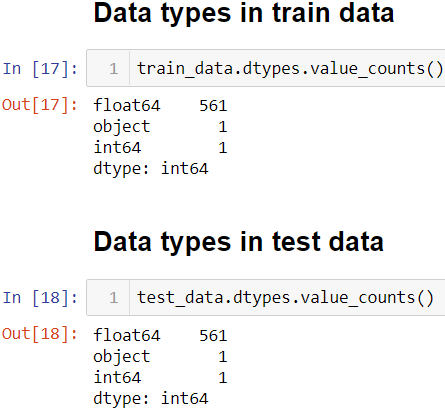 Data types in train data
In [17]: 1 train_data.dtypes.value_counts()
Out[17]: float64 561
object 1
int64 1
dtype: int64
Data types in test data
In [18]: 1 test_data.dtypes.value_counts()
Out[18]: float64 561
object 1
int64 1
dtype: int64